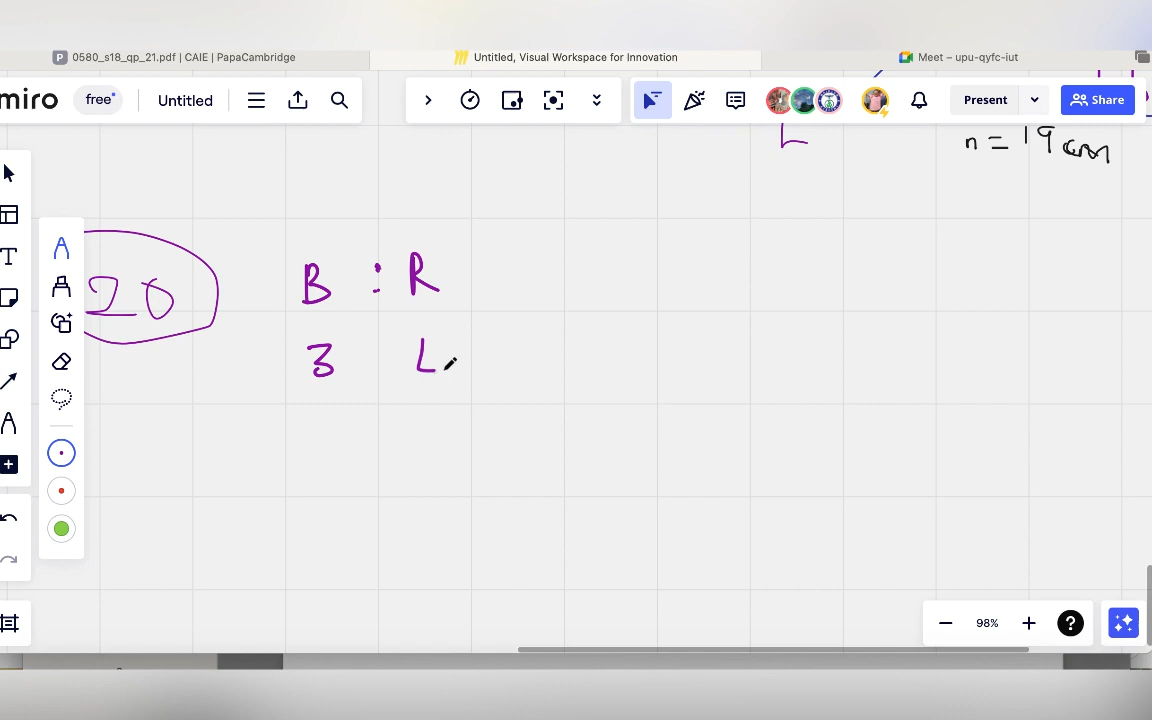 0580_s18_qp_21.pdf | CAIE | PapaCambridge
Untitled, Visual Workspace for Innovation
Meet – upu-qyfc-iut
miro
free
Untitled
Present
Share
L
n = 19 cm
20
B : R
3 L
98%
?